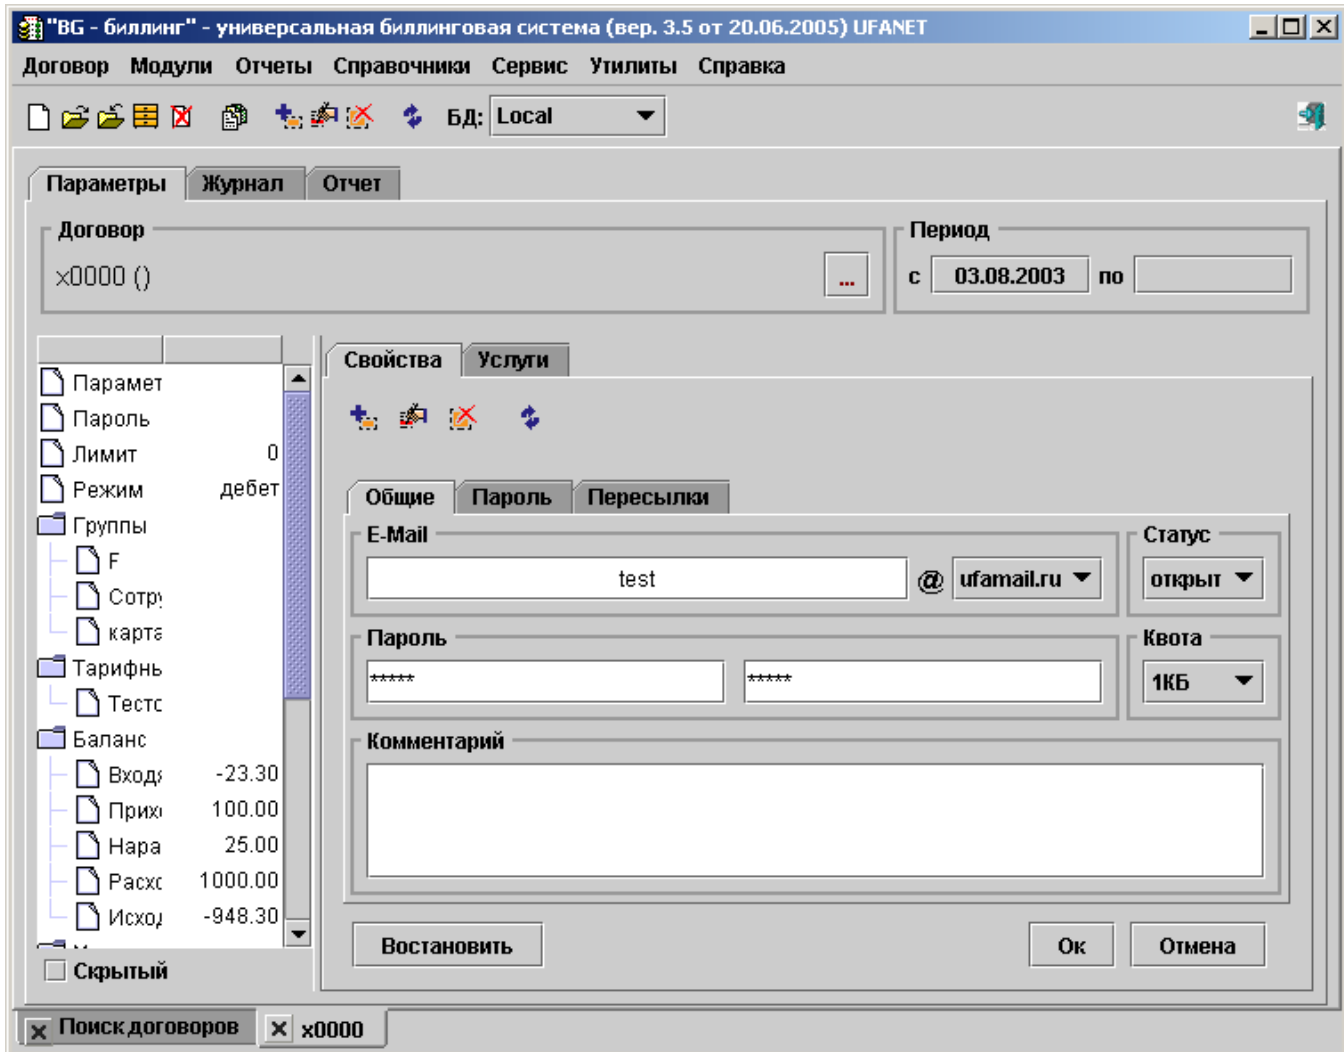 "BG - биллинг" - универсальная биллинговая система (вер. 3.5 от 20.06.2005) UFANET
Договор Модули Отчеты Справочники Сервис Утилиты Справка
БД: Local
Параметры Журнал Отчет
Договор
x0000 ()
...
Период
с 03.08.2003 по
Парамет
Пароль
Лимит 0
Режим дебет
Группы
F
Сотру
карта
Тарифнь
Тесто
Баланс
Входя -23.30
Прихо 100.00
Нара 25.00
Расхо 1000.00
Исход -948.30
Скрытый
Свойства Услуги
Общие Пароль Пересылки
E-Mail
test @ ufamail.ru
Статус
открыт
Пароль
***** *****
Квота
1КБ
Комментарий
Востановить Ок Отмена
Поиск договоров x0000